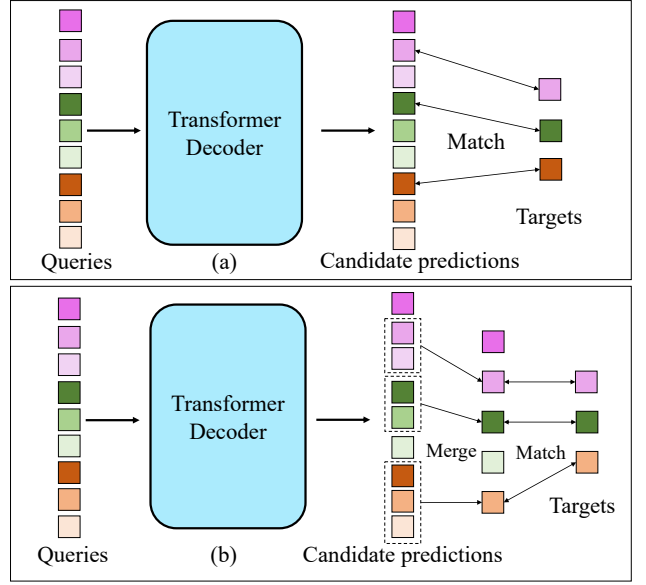 Transformer
Decoder
Match
Targets
Queries
(a)
Candidate predictions
Transformer
Decoder
Merge
Match
Targets
Queries
(b)
Candidate predictions